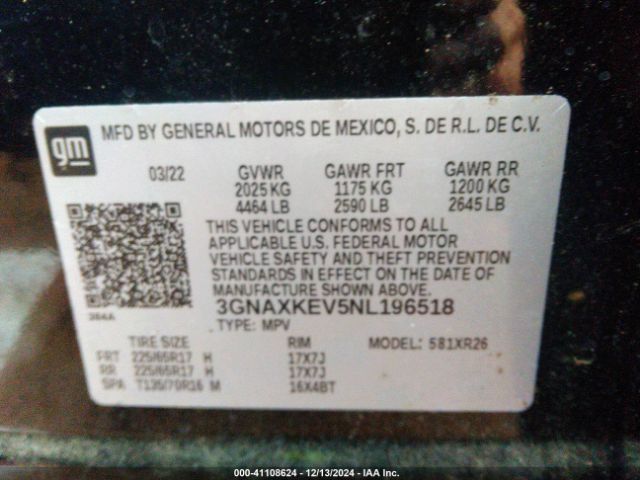 gm
MFD BY GENERAL MOTORS DE MEXICO, S. DE R.L. DE C.V.
03/22 GVWR GAWR FRT GAWR RR
2025 KG 1175 KG 1200 KG
4464 LB 2590 LB 2645 LB
THIS VEHICLE CONFORMS TO ALL
APPLICABLE U.S. FEDERAL MOTOR
VEHICLE SAFETY AND THEFT PREVENTION
STANDARDS IN EFFECT ON THE DATE OF
MANUFACTURE SHOWN ABOVE.
384A
3GNAXKEV5NL196518
TYPE: MPV
TIRE SIZE RIM MODEL: 581XR26
FRT 225/65R17 H 17X7J
RR 225/65R17 H 17X7J
SPA T135/70R16 M 16X4BT
000-41108624 - 12/13/2024 - IAA Inc.